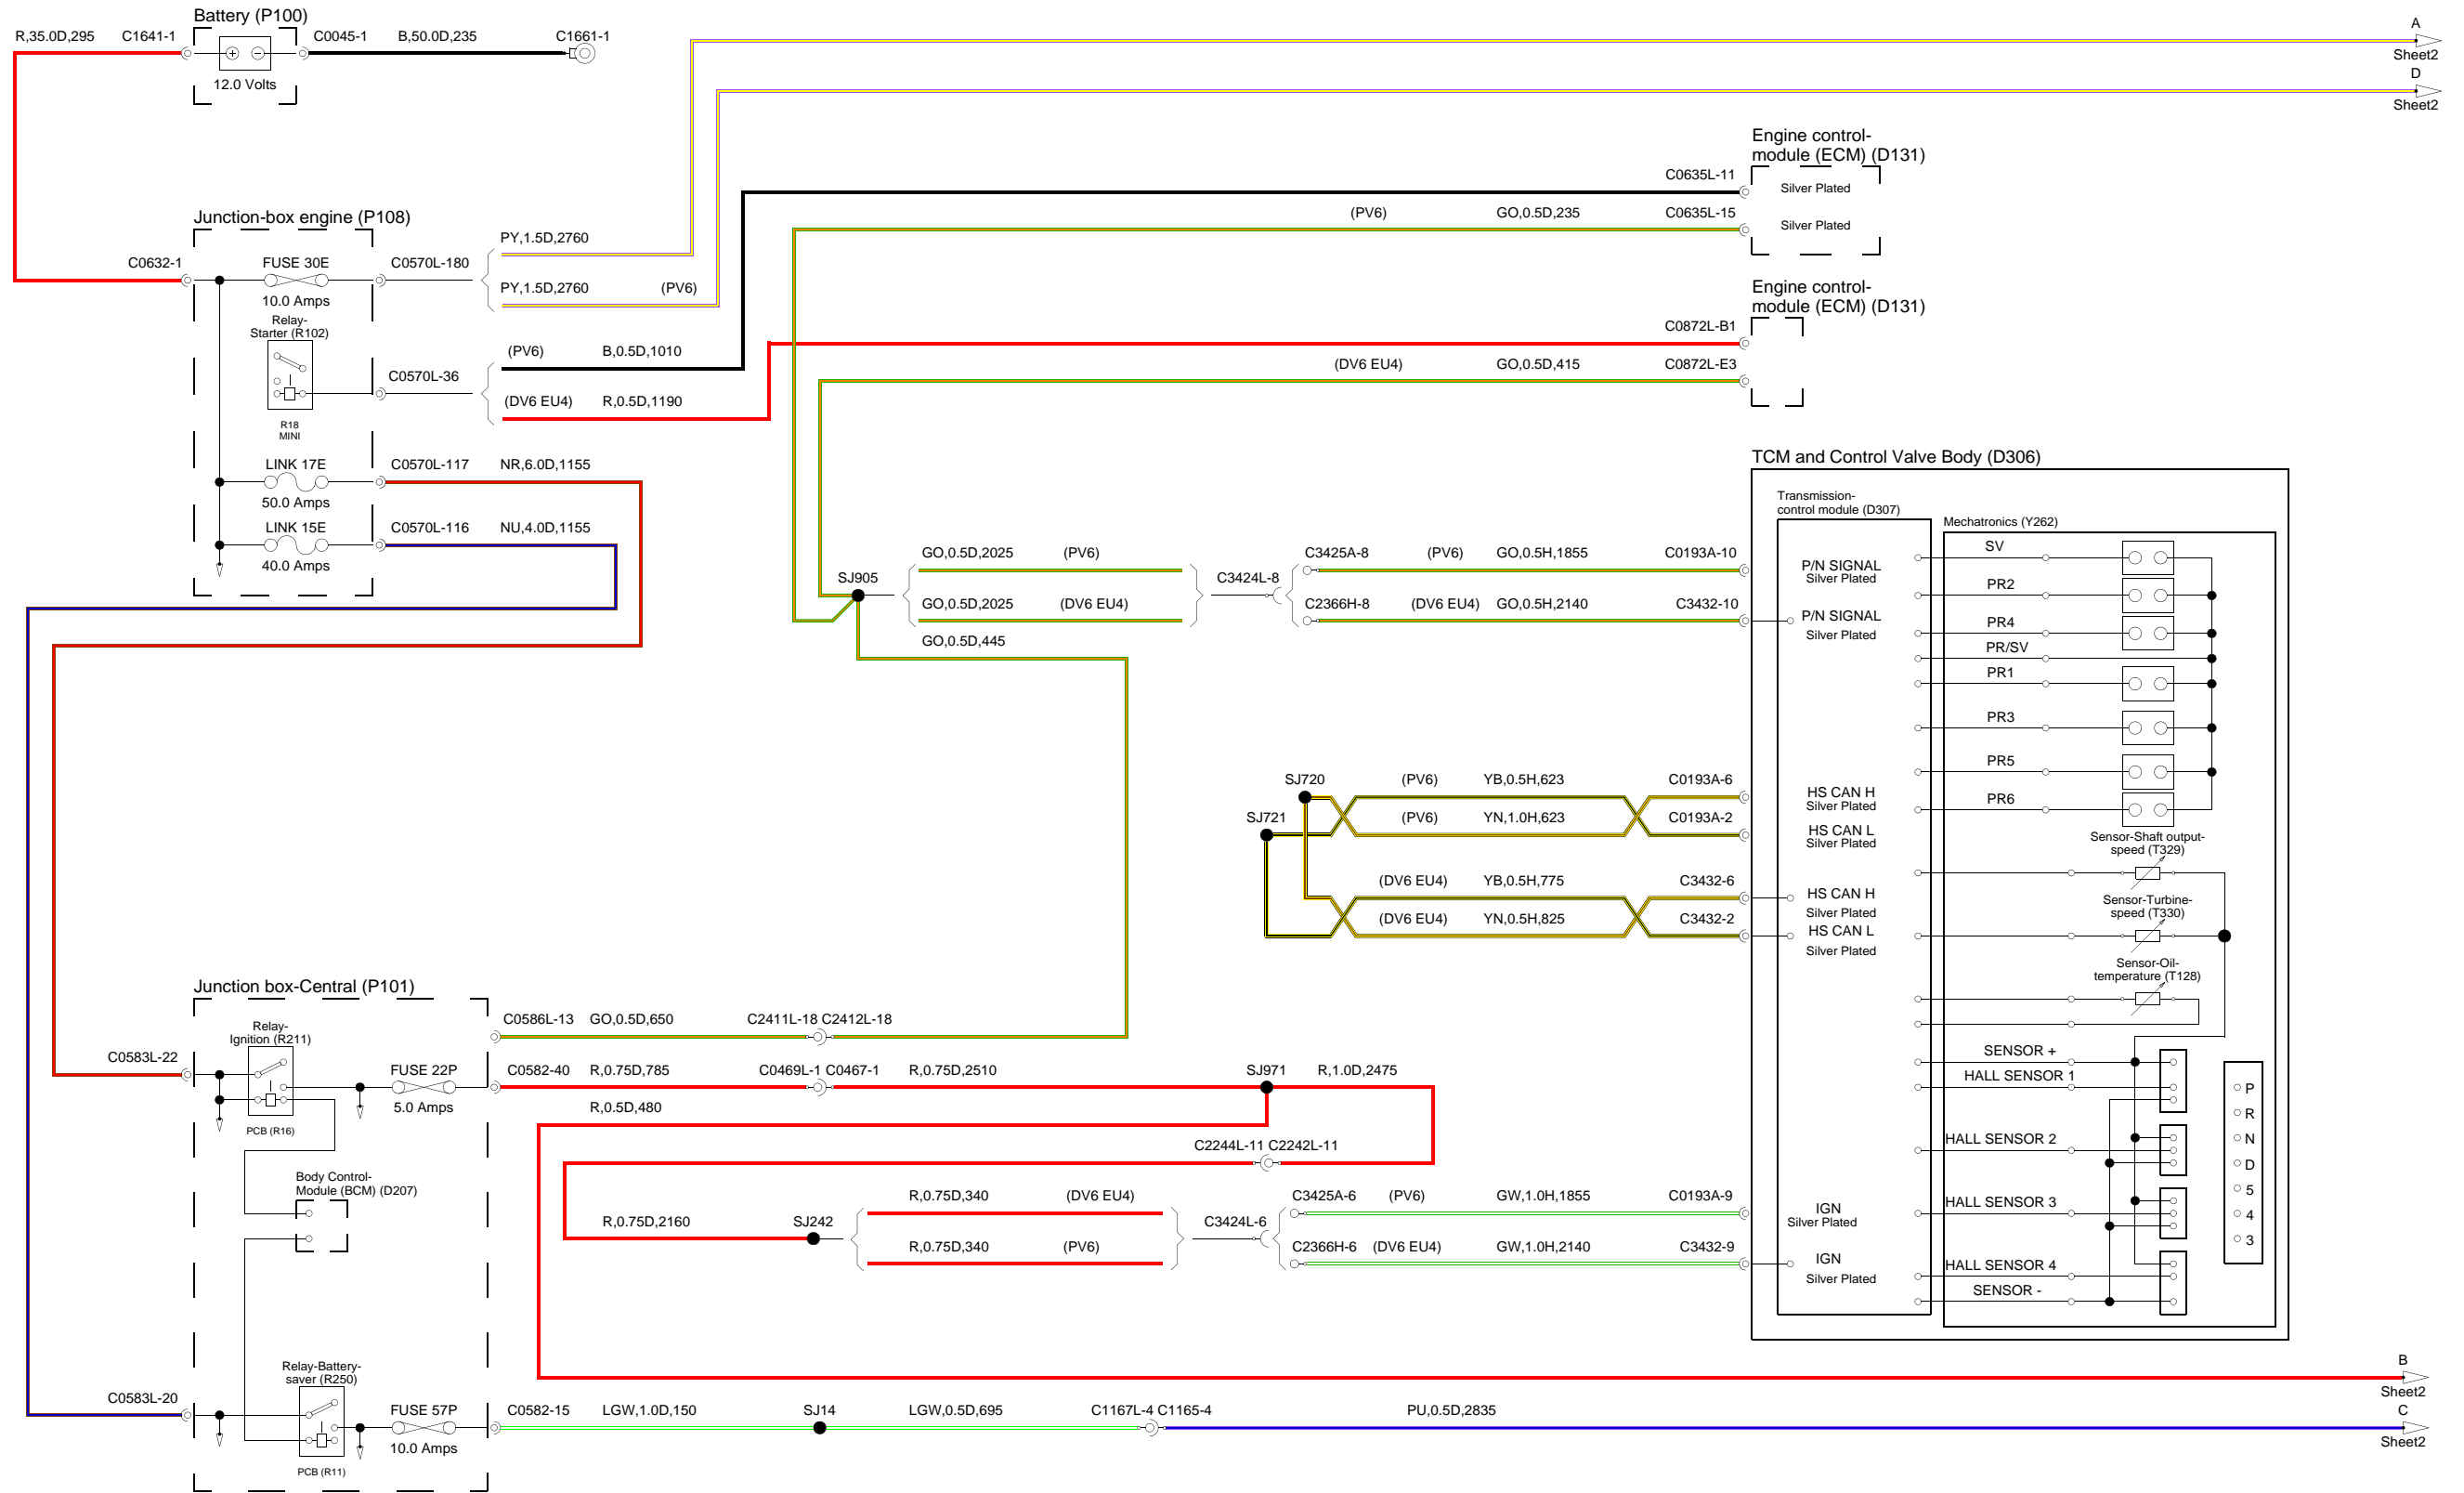 Battery (P100)
R,35.0D,295
C1641-1
C0045-1
B,50.0D,235
C1661-1
12.0 Volts
A
Sheet2
D
Sheet2
Engine control-
module (ECM) (D131)
C0635L-11
Silver Plated
(PV6)
GO,0.5D,235
C0635L-15
Silver Plated
Junction-box engine (P108)
PY,1.5D,2760
C0632-1
FUSE 30E
C0570L-180
10.0 Amps
PY,1.5D,2760
(PV6)
Engine control-
module (ECM) (D131)
Relay-
Starter (R102)
C0872L-B1
(PV6)
B,0.5D,1010
C0570L-36
(DV6 EU4)
GO,0.5D,415
C0872L-E3
(DV6 EU4)
R,0.5D,1190
R18
MINI
LINK 17E
C0570L-117
NR,6.0D,1155
50.0 Amps
LINK 15E
C0570L-116
NU,4.0D,1155
40.0 Amps
TCM and Control Valve Body (D306)
Transmission-
control module (D307)
Mechatronics (Y262)
SJ905
GO,0.5D,2025
(PV6)
C3424L-8
C3425A-8
(PV6)
GO,0.5H,1855
C0193A-10
P/N SIGNAL
Silver Plated
GO,0.5D,2025
(DV6 EU4)
C2366H-8
(DV6 EU4)
GO,0.5H,2140
C3432-10
P/N SIGNAL
Silver Plated
GO,0.5D,445
SV
PR2
PR4
PR/SV
PR1
PR3
PR5
PR6
SJ720
(PV6)
YB,0.5H,623
C0193A-6
HS CAN H
Silver Plated
SJ721
(PV6)
YN,1.0H,623
C0193A-2
HS CAN L
Silver Plated
(DV6 EU4)
YB,0.5H,775
C3432-6
HS CAN H
Silver Plated
(DV6 EU4)
YN,0.5H,825
C3432-2
HS CAN L
Silver Plated
Sensor-Shaft output-
speed (T329)
Sensor-Turbine-
speed (T330)
Sensor-Oil-
temperature (T128)
SENSOR +
HALL SENSOR 1
HALL SENSOR 2
HALL SENSOR 3
HALL SENSOR 4
SENSOR -
P
R
N
D
5
4
3
Junction box-Central (P101)
C0586L-13
GO,0.5D,650
C2411L-18 C2412L-18
Relay-
Ignition (R211)
C0583L-22
FUSE 22P
5.0 Amps
C0582-40
R,0.75D,785
C0469L-1 C0467-1
R,0.75D,2510
SJ971
R,1.0D,2475
R,0.5D,480
PCB (R16)
C2244L-11 C2242L-11
Body Control-
Module (BCM) (D207)
R,0.75D,2160
SJ242
R,0.75D,340
(DV6 EU4)
R,0.75D,340
(PV6)
C3424L-6
C3425A-6
(PV6)
GW,1.0H,1855
C0193A-9
IGN
Silver Plated
C2366H-6
(DV6 EU4)
GW,1.0H,2140
C3432-9
IGN
Silver Plated
B
Sheet2
Relay-Battery-
saver (R250)
C0583L-20
FUSE 57P
10.0 Amps
C0582-15
LGW,1.0D,150
SJ14
LGW,0.5D,695
C1167L-4 C1165-4
PU,0.5D,2835
C
Sheet2
PCB (R11)